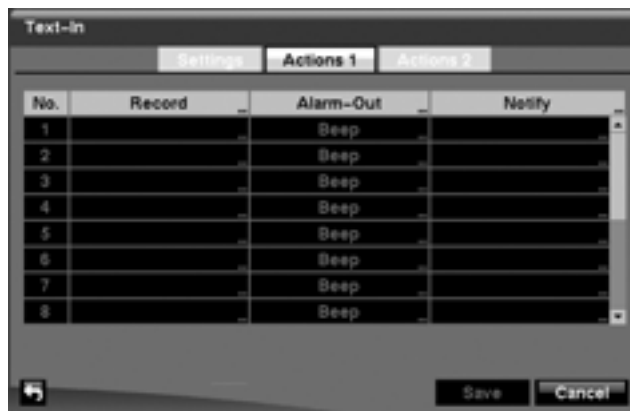 Text-In
Settings Actions 1 Actions 2
No. Record Alarm-Out Notify
1 Beep
2 Beep
3 Beep
4 Beep
5 Beep
6 Beep
7 Beep
8 Beep
Save Cancel